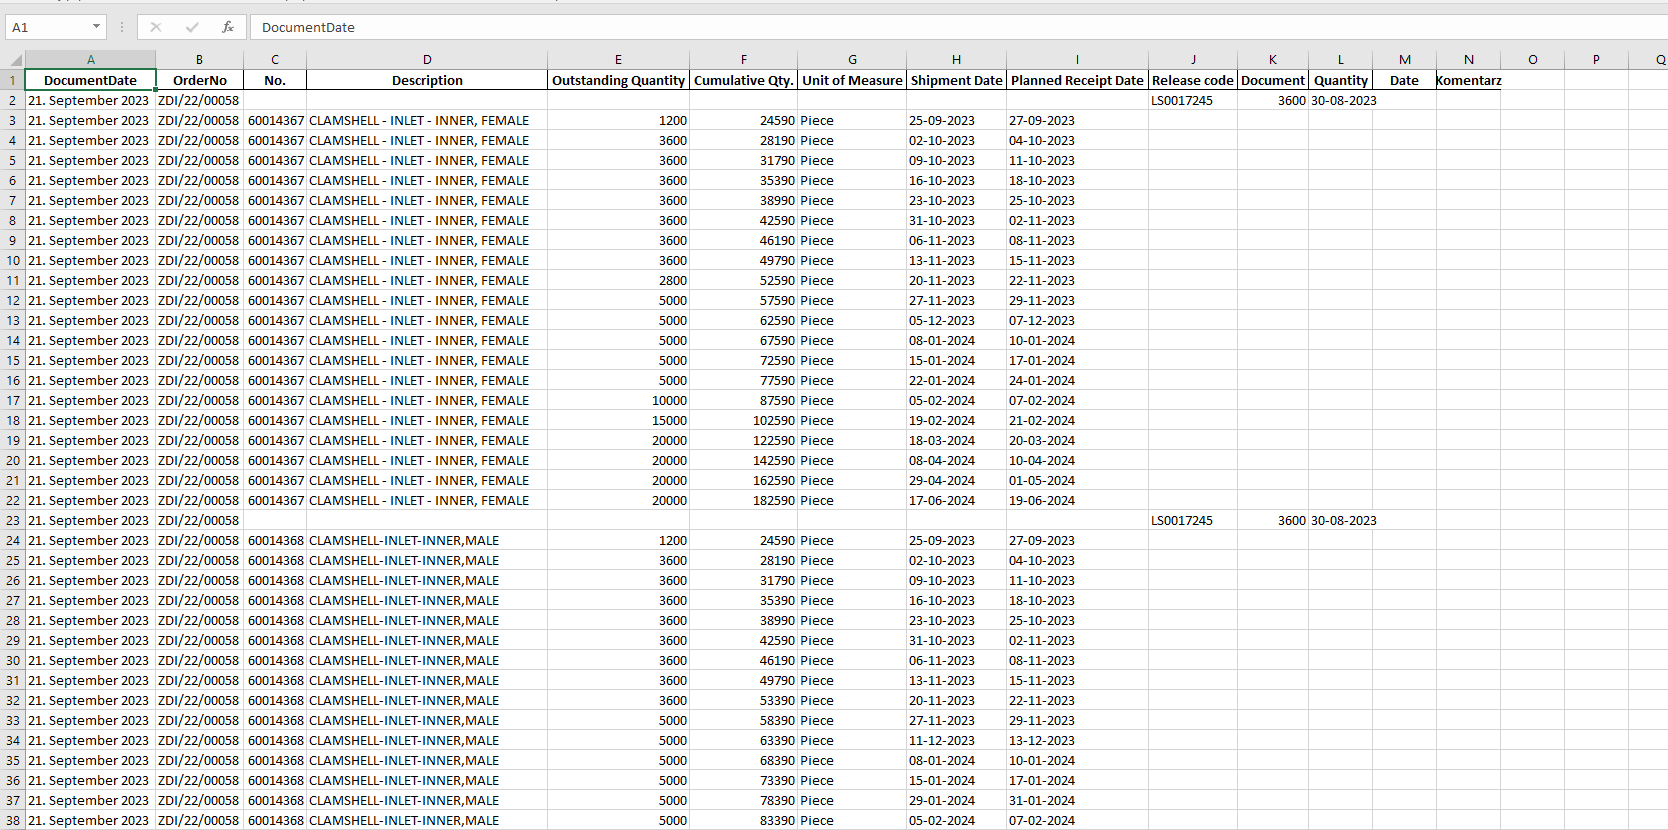 A1 DocumentDate
A B C D E F G H I J K L M N O P Q
1 DocumentDate OrderNo No. Description Outstanding Quantity Cumulative Qty. Unit of Measure Shipment Date Planned Receipt Date Release code Document Quantity Date Komentarz
2 21. September 2023 ZDI/22/00058 LS0017245 3600 30-08-2023
3 21. September 2023 ZDI/22/00058 60014367 CLAMSHELL - INLET - INNER, FEMALE 1200 24590 Piece 25-09-2023 27-09-2023
4 21. September 2023 ZDI/22/00058 60014367 CLAMSHELL - INLET - INNER, FEMALE 3600 28190 Piece 02-10-2023 04-10-2023
5 21. September 2023 ZDI/22/00058 60014367 CLAMSHELL - INLET - INNER, FEMALE 3600 31790 Piece 09-10-2023 11-10-2023
6 21. September 2023 ZDI/22/00058 60014367 CLAMSHELL - INLET - INNER, FEMALE 3600 35390 Piece 16-10-2023 18-10-2023
7 21. September 2023 ZDI/22/00058 60014367 CLAMSHELL - INLET - INNER, FEMALE 3600 38990 Piece 23-10-2023 25-10-2023
8 21. September 2023 ZDI/22/00058 60014367 CLAMSHELL - INLET - INNER, FEMALE 3600 42590 Piece 31-10-2023 02-11-2023
9 21. September 2023 ZDI/22/00058 60014367 CLAMSHELL - INLET - INNER, FEMALE 3600 46190 Piece 06-11-2023 08-11-2023
10 21. September 2023 ZDI/22/00058 60014367 CLAMSHELL - INLET - INNER, FEMALE 3600 49790 Piece 13-11-2023 15-11-2023
11 21. September 2023 ZDI/22/00058 60014367 CLAMSHELL - INLET - INNER, FEMALE 2800 52590 Piece 20-11-2023 22-11-2023
12 21. September 2023 ZDI/22/00058 60014367 CLAMSHELL - INLET - INNER, FEMALE 5000 57590 Piece 27-11-2023 29-11-2023
13 21. September 2023 ZDI/22/00058 60014367 CLAMSHELL - INLET - INNER, FEMALE 5000 62590 Piece 05-12-2023 07-12-2023
14 21. September 2023 ZDI/22/00058 60014367 CLAMSHELL - INLET - INNER, FEMALE 5000 67590 Piece 08-01-2024 10-01-2024
15 21. September 2023 ZDI/22/00058 60014367 CLAMSHELL - INLET - INNER, FEMALE 5000 72590 Piece 15-01-2024 17-01-2024
16 21. September 2023 ZDI/22/00058 60014367 CLAMSHELL - INLET - INNER, FEMALE 5000 77590 Piece 22-01-2024 24-01-2024
17 21. September 2023 ZDI/22/00058 60014367 CLAMSHELL - INLET - INNER, FEMALE 10000 87590 Piece 05-02-2024 07-02-2024
18 21. September 2023 ZDI/22/00058 60014367 CLAMSHELL - INLET - INNER, FEMALE 15000 102590 Piece 19-02-2024 21-02-2024
19 21. September 2023 ZDI/22/00058 60014367 CLAMSHELL - INLET - INNER, FEMALE 20000 122590 Piece 18-03-2024 20-03-2024
20 21. September 2023 ZDI/22/00058 60014367 CLAMSHELL - INLET - INNER, FEMALE 20000 142590 Piece 08-04-2024 10-04-2024
21 21. September 2023 ZDI/22/00058 60014367 CLAMSHELL - INLET - INNER, FEMALE 20000 162590 Piece 29-04-2024 01-05-2024
22 21. September 2023 ZDI/22/00058 60014367 CLAMSHELL - INLET - INNER, FEMALE 20000 182590 Piece 17-06-2024 19-06-2024
23 21. September 2023 ZDI/22/00058 LS0017245 3600 30-08-2023
24 21. September 2023 ZDI/22/00058 60014368 CLAMSHELL-INLET-INNER,MALE 1200 24590 Piece 25-09-2023 27-09-2023
25 21. September 2023 ZDI/22/00058 60014368 CLAMSHELL-INLET-INNER,MALE 3600 28190 Piece 02-10-2023 04-10-2023
26 21. September 2023 ZDI/22/00058 60014368 CLAMSHELL-INLET-INNER,MALE 3600 31790 Piece 09-10-2023 11-10-2023
27 21. September 2023 ZDI/22/00058 60014368 CLAMSHELL-INLET-INNER,MALE 3600 35390 Piece 16-10-2023 18-10-2023
28 21. September 2023 ZDI/22/00058 60014368 CLAMSHELL-INLET-INNER,MALE 3600 38990 Piece 23-10-2023 25-10-2023
29 21. September 2023 ZDI/22/00058 60014368 CLAMSHELL-INLET-INNER,MALE 3600 42590 Piece 31-10-2023 02-11-2023
30 21. September 2023 ZDI/22/00058 60014368 CLAMSHELL-INLET-INNER,MALE 3600 46190 Piece 06-11-2023 08-11-2023
31 21. September 2023 ZDI/22/00058 60014368 CLAMSHELL-INLET-INNER,MALE 3600 49790 Piece 13-11-2023 15-11-2023
32 21. September 2023 ZDI/22/00058 60014368 CLAMSHELL-INLET-INNER,MALE 3600 53390 Piece 20-11-2023 22-11-2023
33 21. September 2023 ZDI/22/00058 60014368 CLAMSHELL-INLET-INNER,MALE 5000 58390 Piece 27-11-2023 29-11-2023
34 21. September 2023 ZDI/22/00058 60014368 CLAMSHELL-INLET-INNER,MALE 5000 63390 Piece 11-12-2023 13-12-2023
35 21. September 2023 ZDI/22/00058 60014368 CLAMSHELL-INLET-INNER,MALE 5000 68390 Piece 08-01-2024 10-01-2024
36 21. September 2023 ZDI/22/00058 60014368 CLAMSHELL-INLET-INNER,MALE 5000 73390 Piece 15-01-2024 17-01-2024
37 21. September 2023 ZDI/22/00058 60014368 CLAMSHELL-INLET-INNER,MALE 5000 78390 Piece 29-01-2024 31-01-2024
38 21. September 2023 ZDI/22/00058 60014368 CLAMSHELL-INLET-INNER,MALE 5000 83390 Piece 05-02-2024 07-02-2024